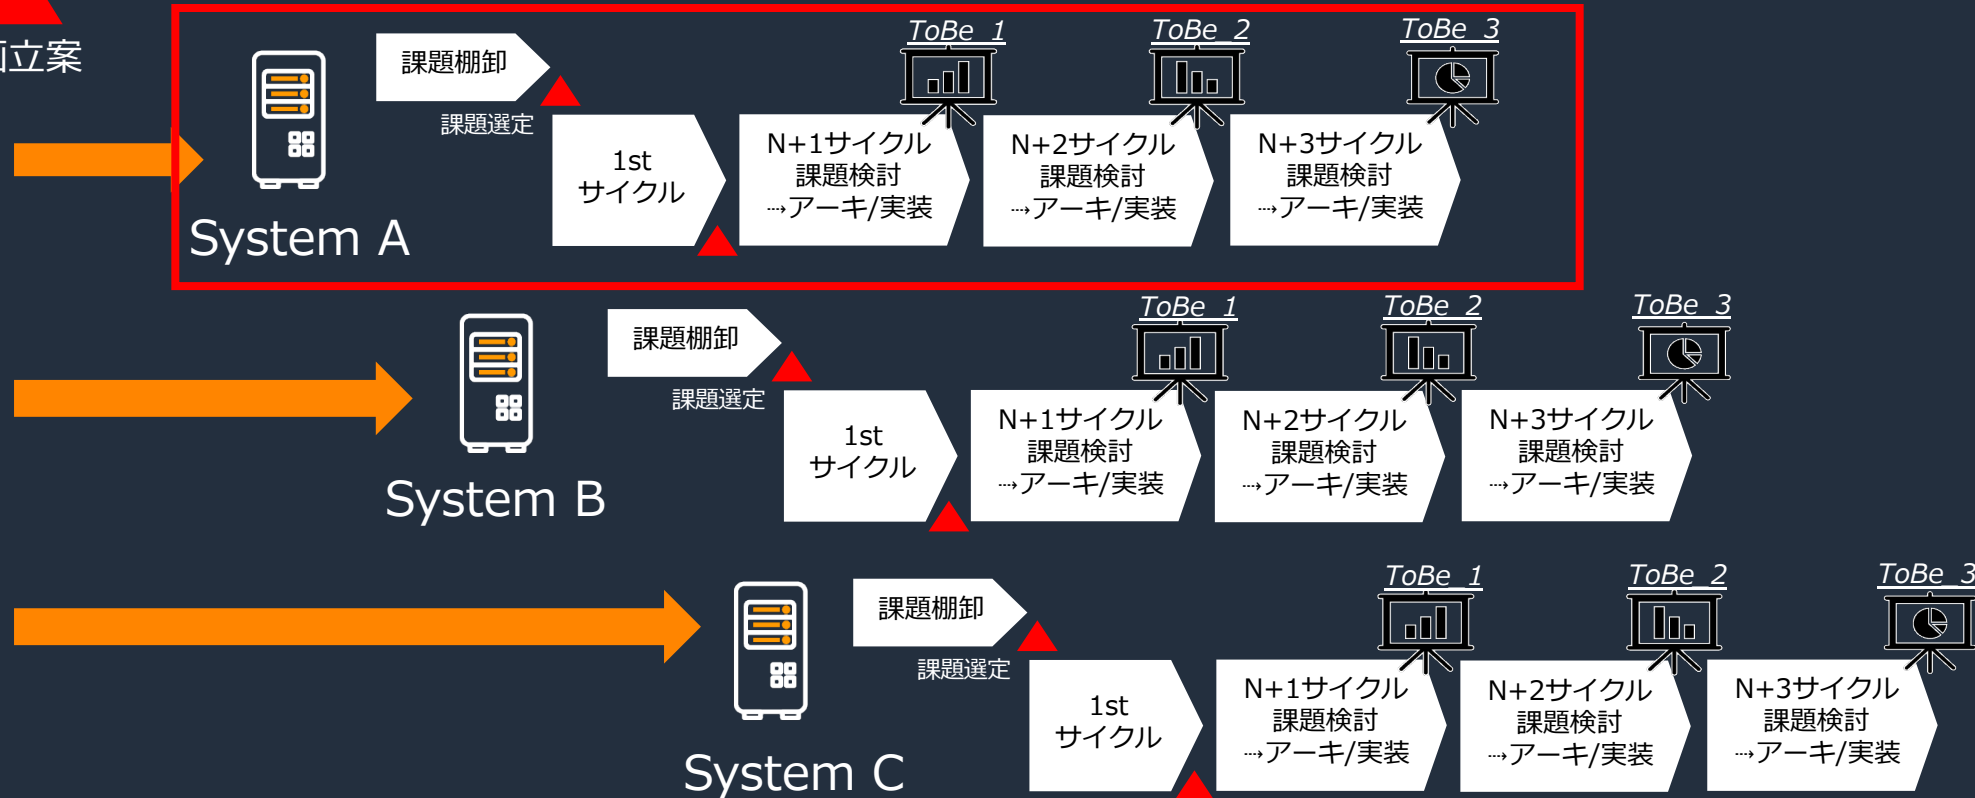 画立案
ToBe_1
ToBe_2
ToBe_3
課題棚卸
課題選定
1st
サイクル
N+1サイクル
課題検討
⇢アーキ/実装
N+2サイクル
課題検討
⇢アーキ/実装
N+3サイクル
課題検討
⇢アーキ/実装
System A
ToBe_1
ToBe_2
ToBe_3
課題棚卸
課題選定
1st
サイクル
N+1サイクル
課題検討
⇢アーキ/実装
N+2サイクル
課題検討
⇢アーキ/実装
N+3サイクル
課題検討
⇢アーキ/実装
System B
ToBe_1
ToBe_2
ToBe_3
課題棚卸
課題選定
1st
サイクル
N+1サイクル
課題検討
⇢アーキ/実装
N+2サイクル
課題検討
⇢アーキ/実装
N+3サイクル
課題検討
⇢アーキ/実装
System C